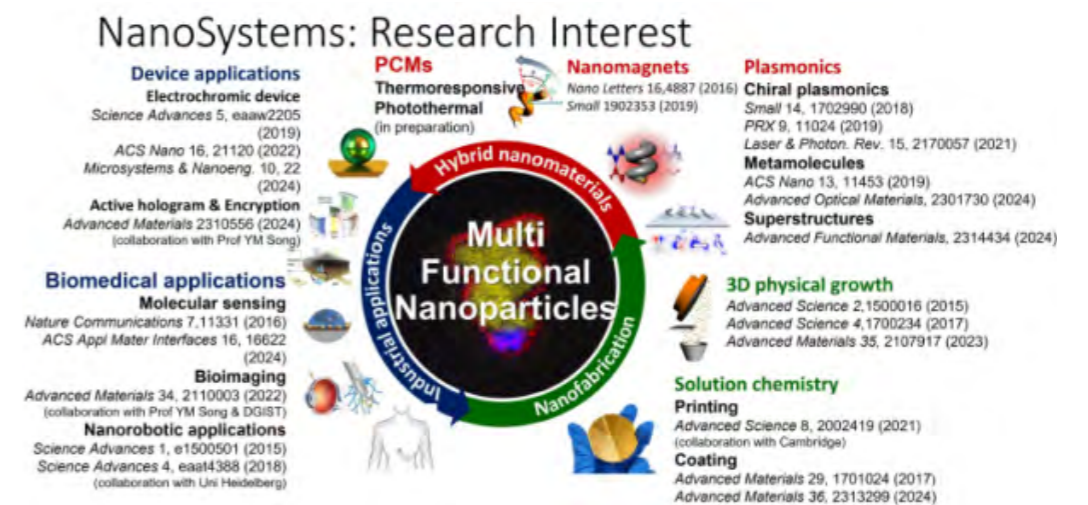 NanoSystems: Research Interest
Device applications
Electrochromic device
Science Advances 5, eaaw2205
(2019)
ACS Nano 16, 21120 (2022)
Microsystems & Nanoeng. 10, 22
(2024)
Active hologram & Encryption
Advanced Materials 2310556 (2024)
(collaboration with Prof YM Song)
Biomedical applications
Molecular sensing
Nature Communications 7,11331 (2016)
ACS Appl Mater Interfaces 16, 16622
(2024)
Bioimaging
Advanced Materials 34, 2110003 (2022)
(collaboration with Prof YM Song & DGIST)
Nanorobotic applications
Science Advances 1, e1500501 (2015)
Science Advances 4, eaat4388 (2018)
(collaboration with Uni Heidelberg)
PCMs
Thermoresponsive
Photothermal
(in preparation)
Nanomagnets
Nano Letters 16,4887 (2016)
Small 1902353 (2019)
Hybrid nanomaterials
Industrial applications
Nanofabrication
Multi
Functional
Nanoparticles
Plasmonics
Chiral plasmonics
Small 14, 1702990 (2018)
PRX 9, 11024 (2019)
Laser & Photon. Rev. 15, 2170057 (2021)
Metamolecules
ACS Nano 13, 11453 (2019)
Advanced Optical Materials, 2301730 (2024)
Superstructures
Advanced Functional Materials, 2314434 (2024)
3D physical growth
Advanced Science 2,1500016 (2015)
Advanced Science 4,1700234 (2017)
Advanced Materials 35, 2107917 (2023)
Solution chemistry
Printing
Advanced Science 8, 2002419 (2021)
(collaboration with Cambridge)
Coating
Advanced Materials 29, 1701024 (2017)
Advanced Materials 36, 2313299 (2024)